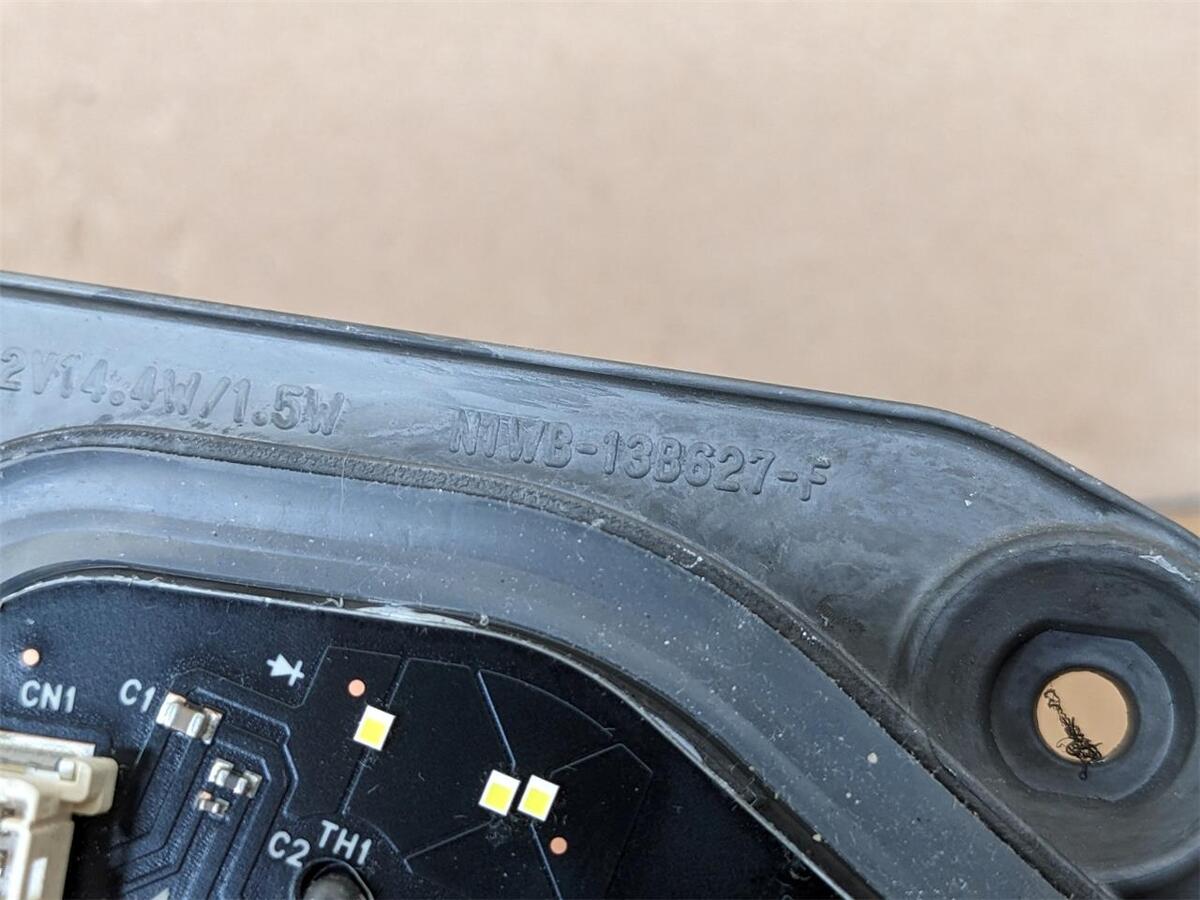 2V14.4W/1.5W
N1WB-13B627-F
CN1
C1
C2
TH1